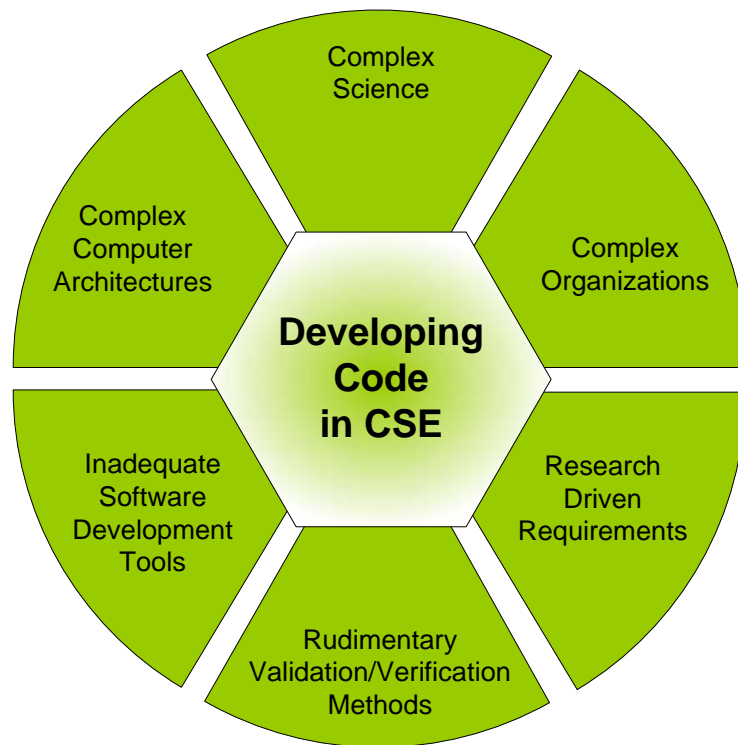 Complex
Science
Complex
Organizations
Research
Driven
Requirements
Rudimentary
Validation/Verification
Methods
Inadequate
Software
Development
Tools
Complex
Computer
Architectures
Developing
Code
in CSE